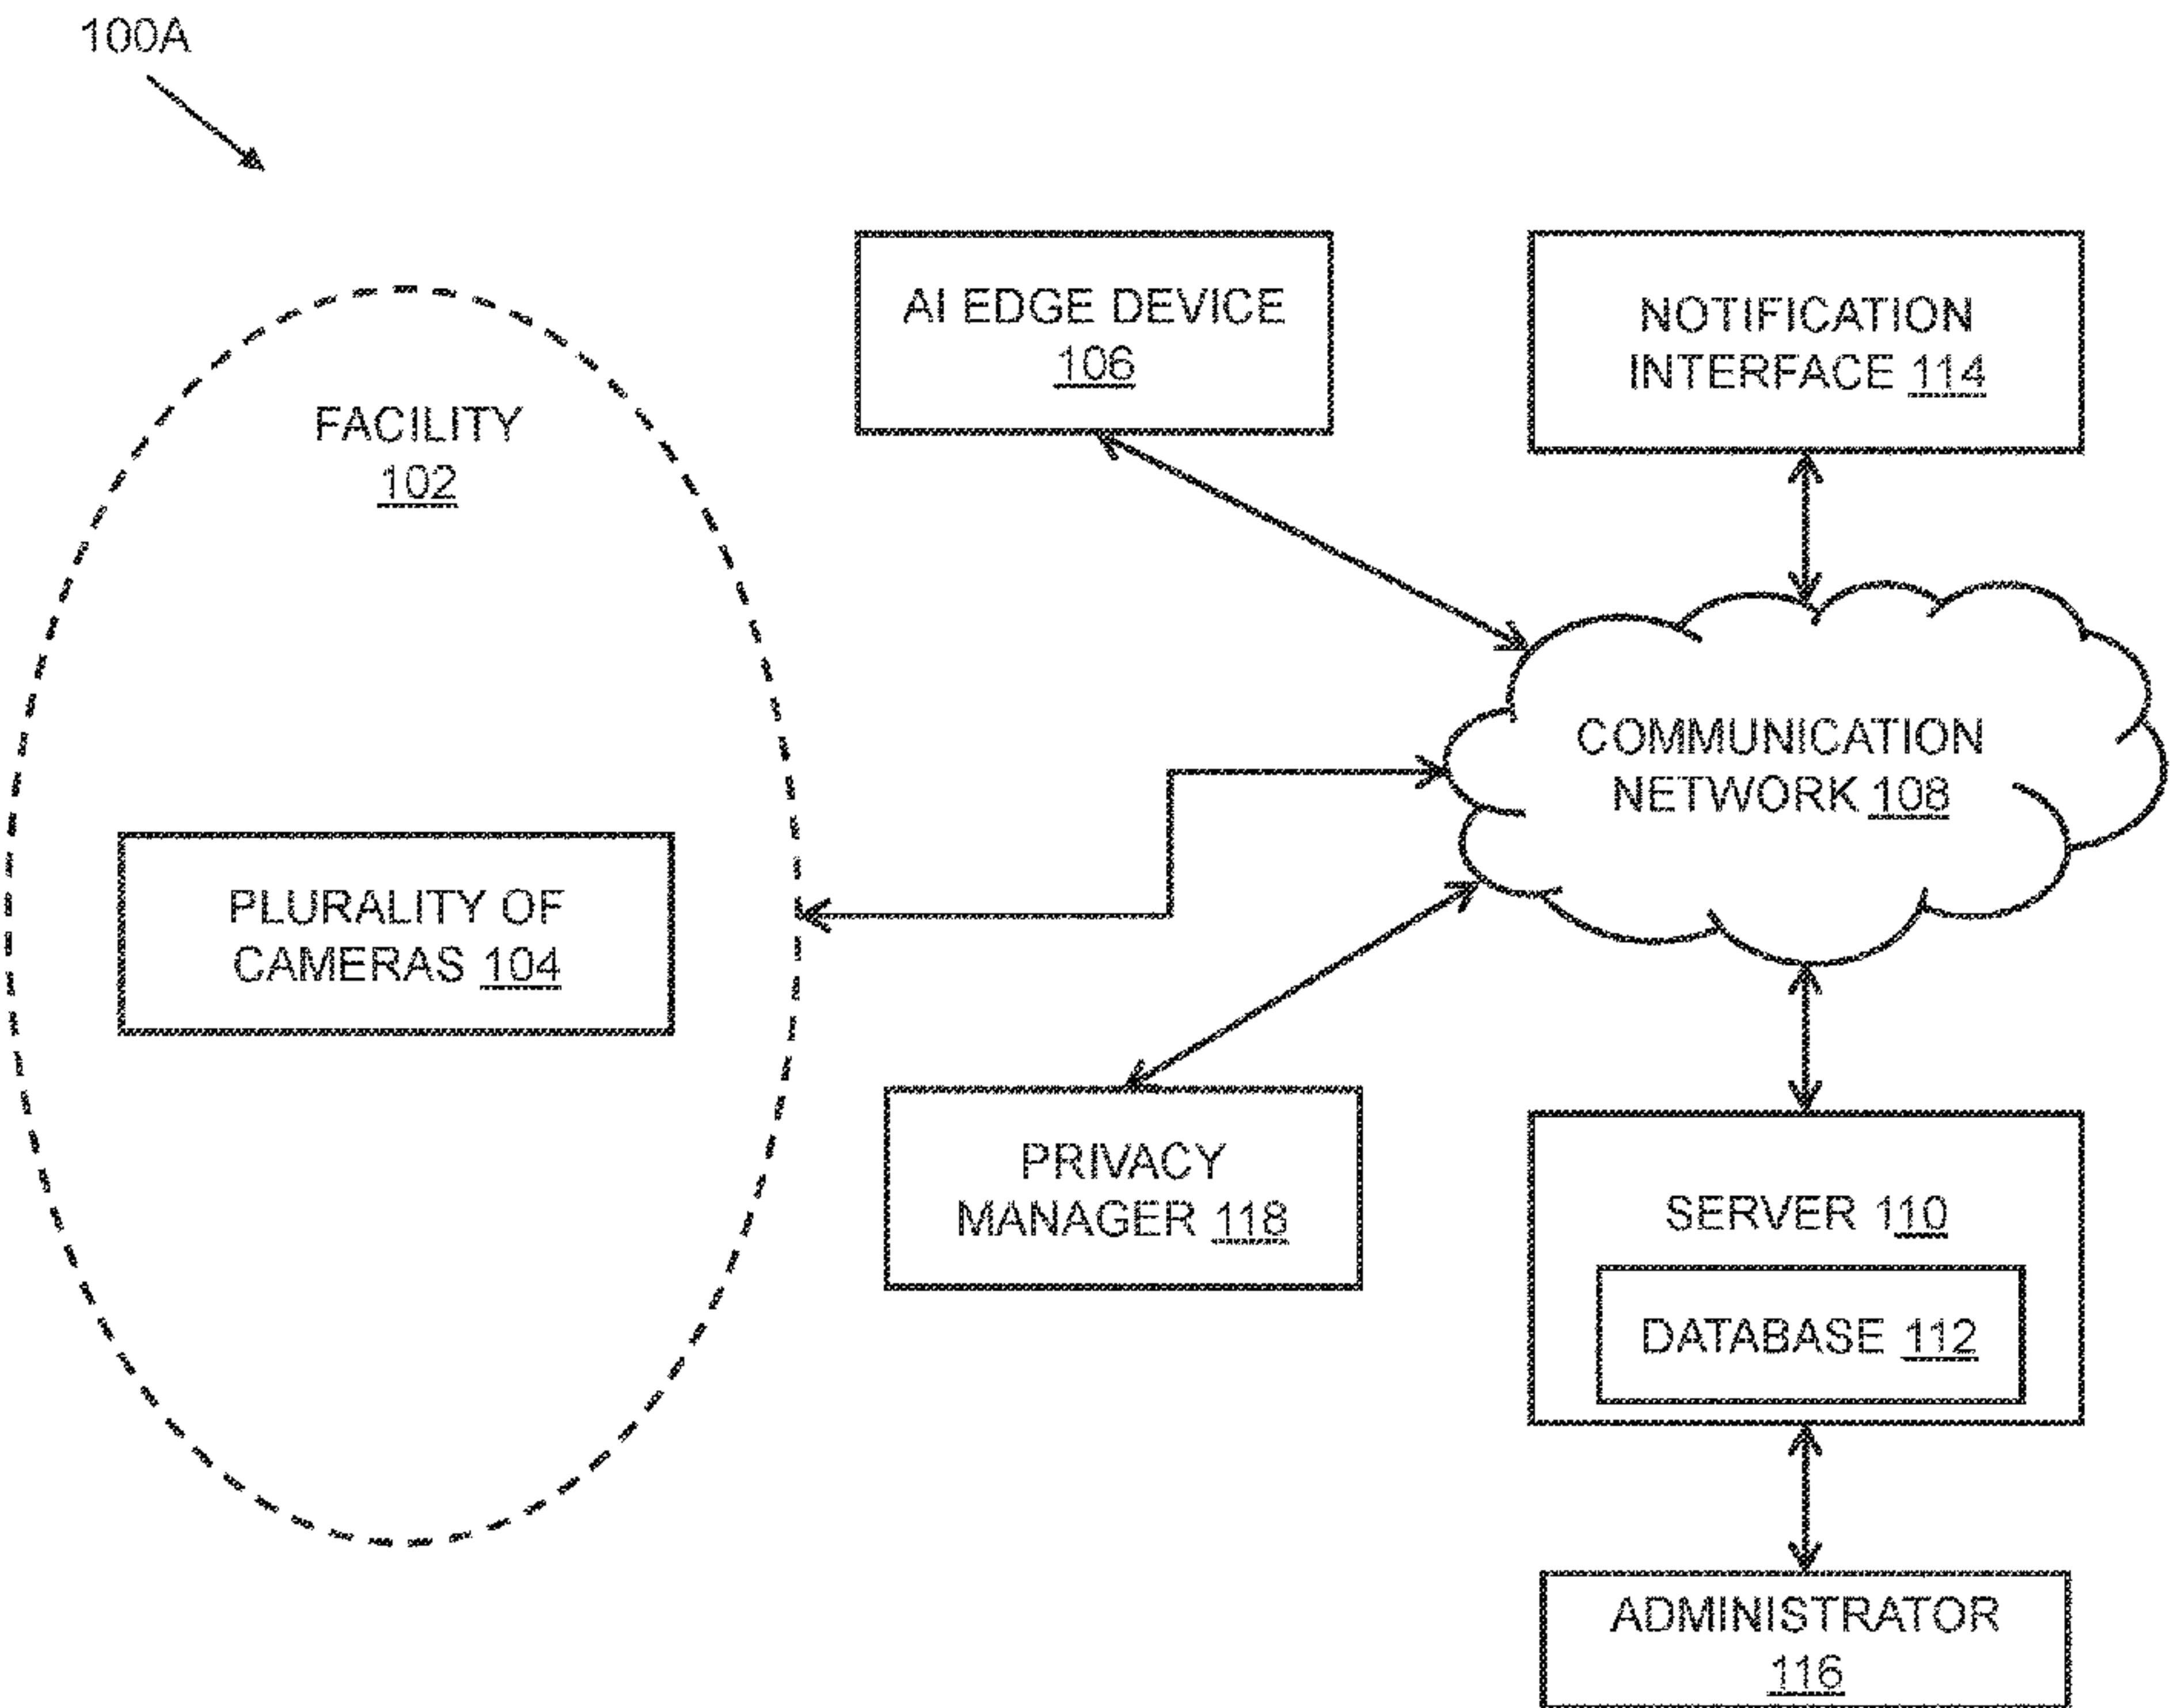 100A
AI EDGE DEVICE
106
NOTIFICATION
INTERFACE 114
FACILITY
102
COMMUNICATION
NETWORK 108
PLURALITY OF
CAMERAS 104
PRIVACY
MANAGER 118
SERVER 110
DATABASE 112
ADMINISTRATOR
116